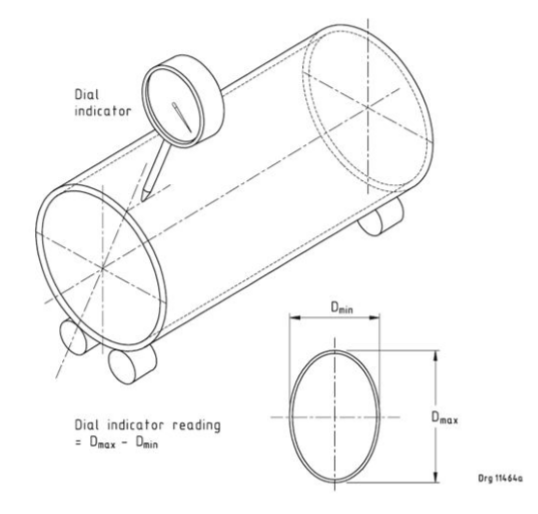 Dial
indicator
Dmin
Dmax
Dial indicator reading
= Dmax - Dmin
Drg 11464a